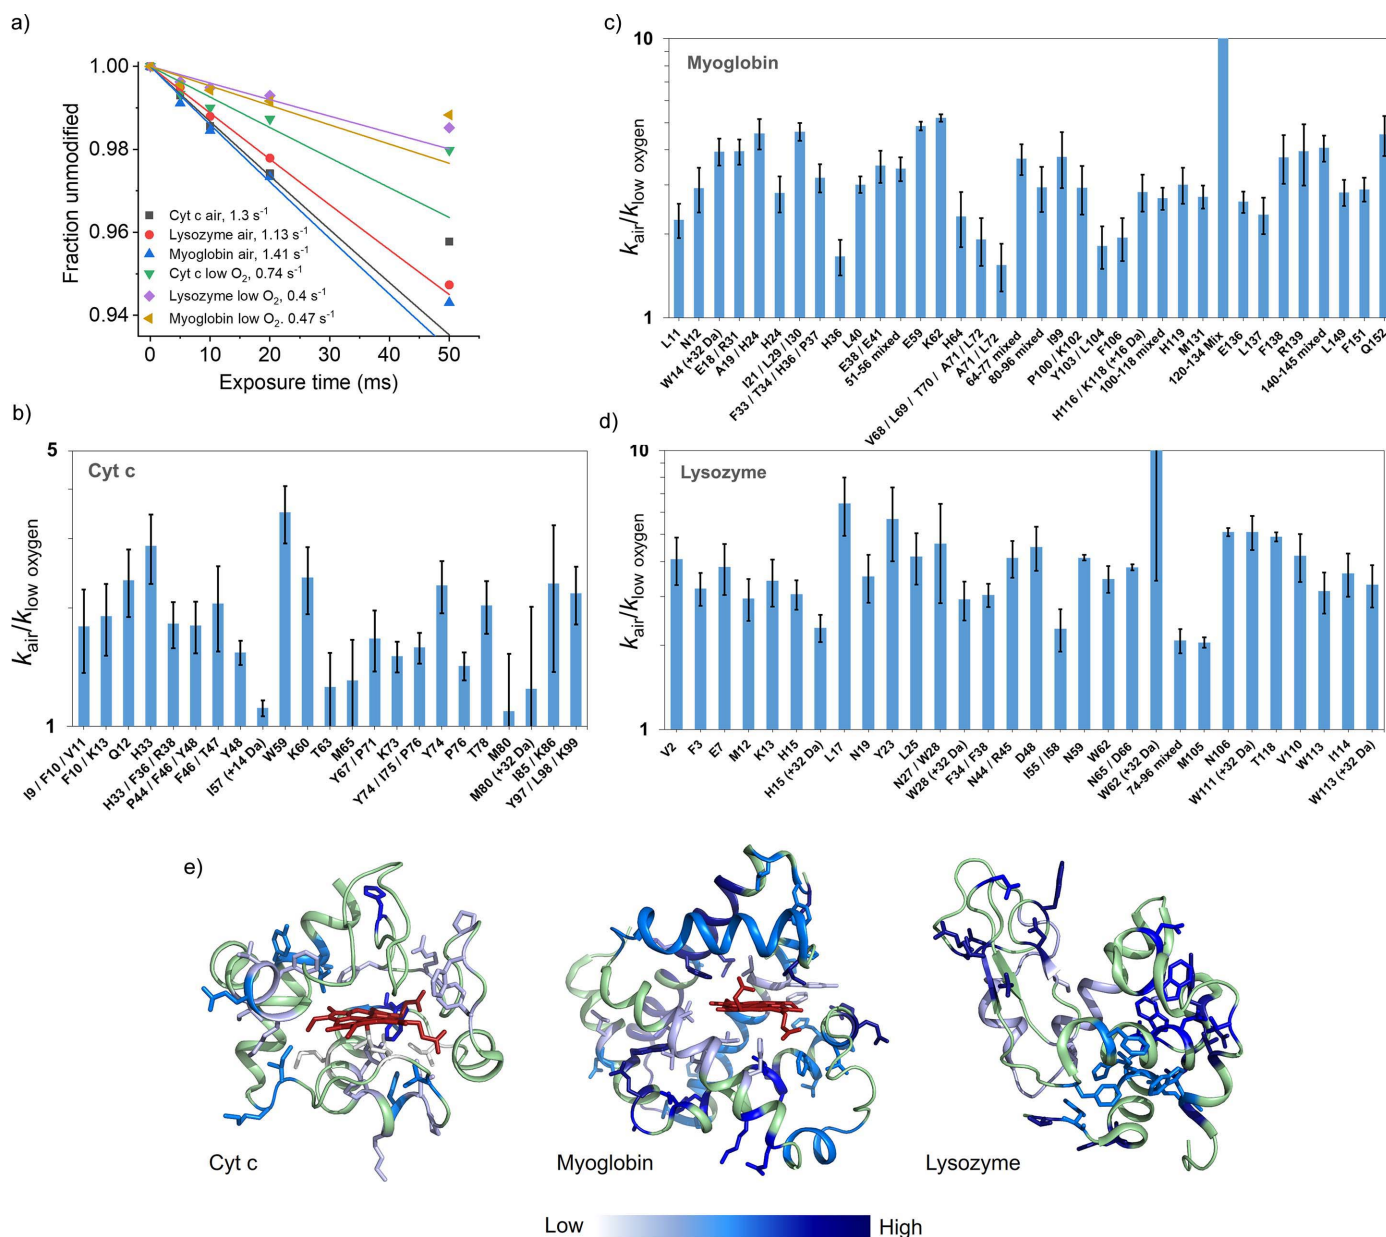 a)
1.00
0.98
0.96
0.94
Fraction unmodified
Cyt c air, 1.3 s⁻¹
Lysozyme air, 1.13 s⁻¹
Myoglobin air, 1.41 s⁻¹
Cyt c low O₂, 0.74 s⁻¹
Lysozyme low O₂, 0.4 s⁻¹
Myoglobin low O₂. 0.47 s⁻¹
0 10 20 30 40 50
Exposure time (ms)
b)
5
1
Cyt c
k_air/k_low oxygen
I9 / F10 / V11
F10 / K13
Q12
H33
H33 / F36 / R38
P44 / F46 / Y48
F46 / T47
Y48
I57 (+14 Da)
W59
K60
T63
M65
Y67 / P71
K73
Y74 / I75 / P76
Y74
P76
T78
M80
M80 (+32 Da)
I85 / K86
Y97 / L98 / K99
c)
10
1
Myoglobin
k_air/k_low oxygen
L11
N12
W14 (+32 Da)
E18 / R31
A19 / H24
H24
I21 / L29 / I30
F33 / T34 / H36 / P37
H36
L40
E38 / E41
51-56 mixed
E59
K62
H64
V68 / L69 / T70 / A71 / L72
A71 / L72
64-77 mixed
80-96 mixed
I99
P100 / K102
Y103 / L104
F106
H116 / K118 (+16 Da)
100-118 mixed
H119
M131
120-134 Mix
E136
L137
F138
R139
140-145 mixed
L149
F151
Q152
d)
10
1
Lysozyme
k_air/k_low oxygen
V2
F3
E7
M12
K13
H15
H15 (+32 Da)
L17
N19
Y23
L25
N27 / W28
W28 (+32 Da)
F34 / F38
N44 / R45
D48
I55 / I58
N59
W62
N65 / D66
W62 (+32 Da)
74-96 mixed
M105
N106
W111 (+32 Da)
T118
V110
W113
I114
W113 (+32 Da)
e)
Cyt c
Myoglobin
Lysozyme
Low
High